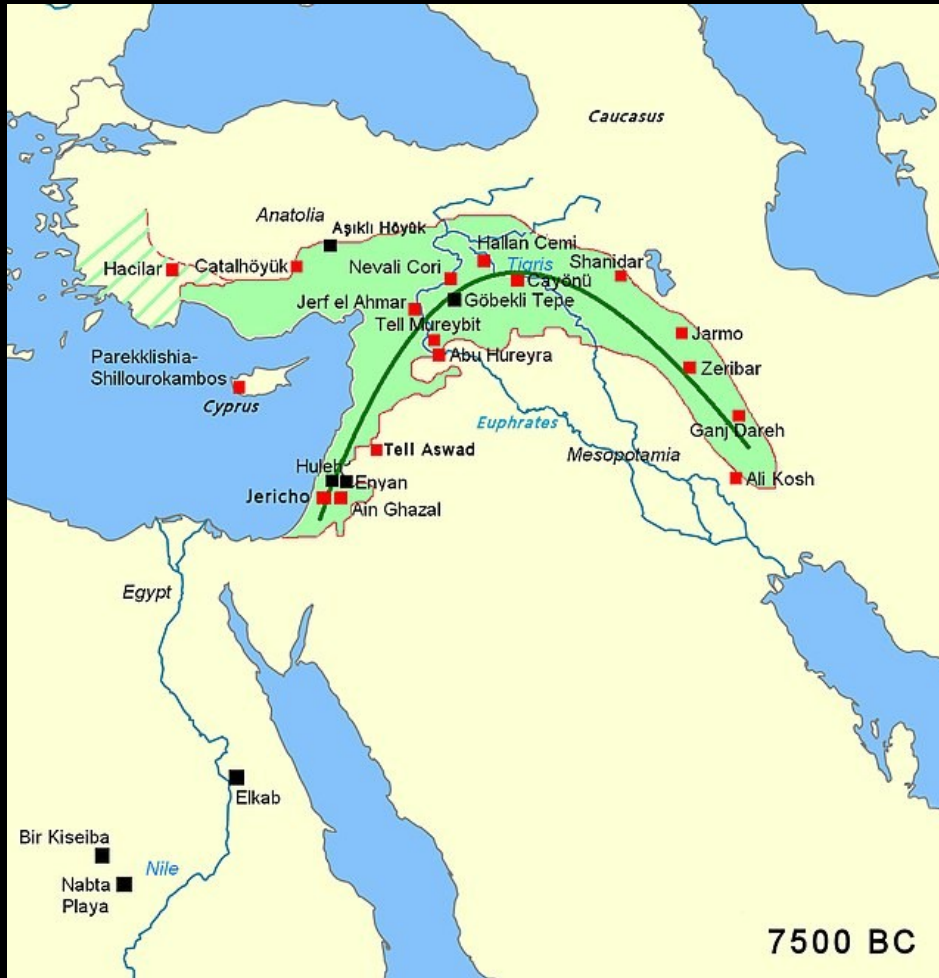 Caucasus
Anatolia
Aşıklı Höyük
Hallan Cemi
Hacilar
Catalhöyük
Nevali Cori
Tigris
Shanidar
Cayönü
Jerf el Ahmar
Göbekli Tepe
Tell Mureybit
Jarmo
Parekklishia-
Shillourokambos
Abu Hureyra
Zeribar
Cyprus
Euphrates
Ganj Dareh
Tell Aswad
Mesopotamia
Huleh
Enyan
Ali Kosh
Jericho
Ain Ghazal
Egypt
Elkab
Bir Kiseiba
Nile
Nabta
Playa
7500 BC